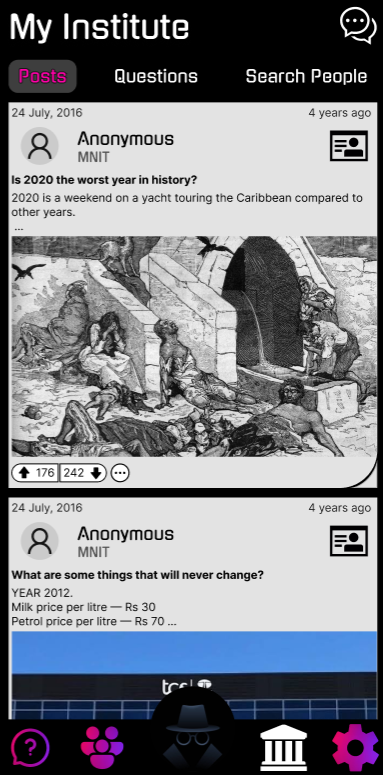 My Institute
Posts
Questions
Search People
24 July, 2016
4 years ago
Anonymous
MNIT
Is 2020 the worst year in history?
2020 is a weekend on a yacht touring the Caribbean compared to
other years.
...
176
242
24 July, 2016
4 years ago
Anonymous
MNIT
What are some things that will never change?
YEAR 2012.
Milk price per litre — Rs 30
Petrol price per litre — Rs 70 ...
tcs
?